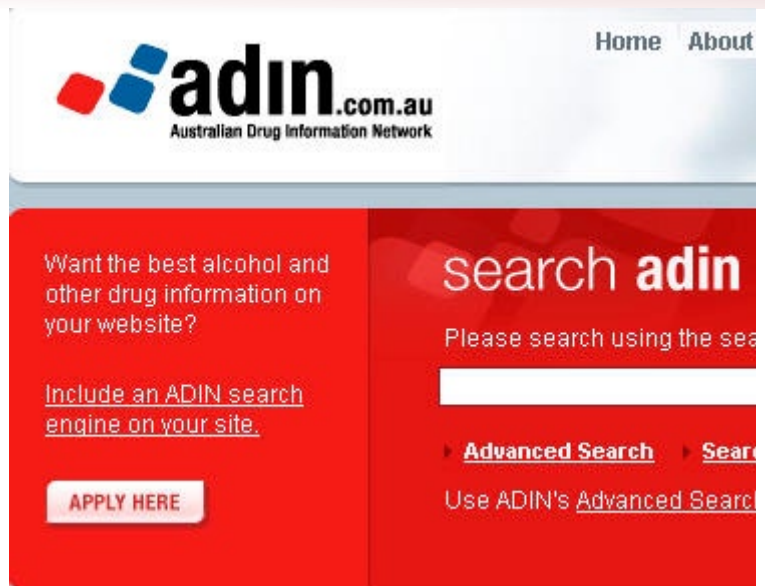 Home About
adin.com.au
Australian Drug Information Network
Want the best alcohol and
other drug information on
your website?
Include an ADIN search
engine on your site.
APPLY HERE
search adin
Please search using the sea
Advanced Search Sear
Use ADIN's Advanced Search